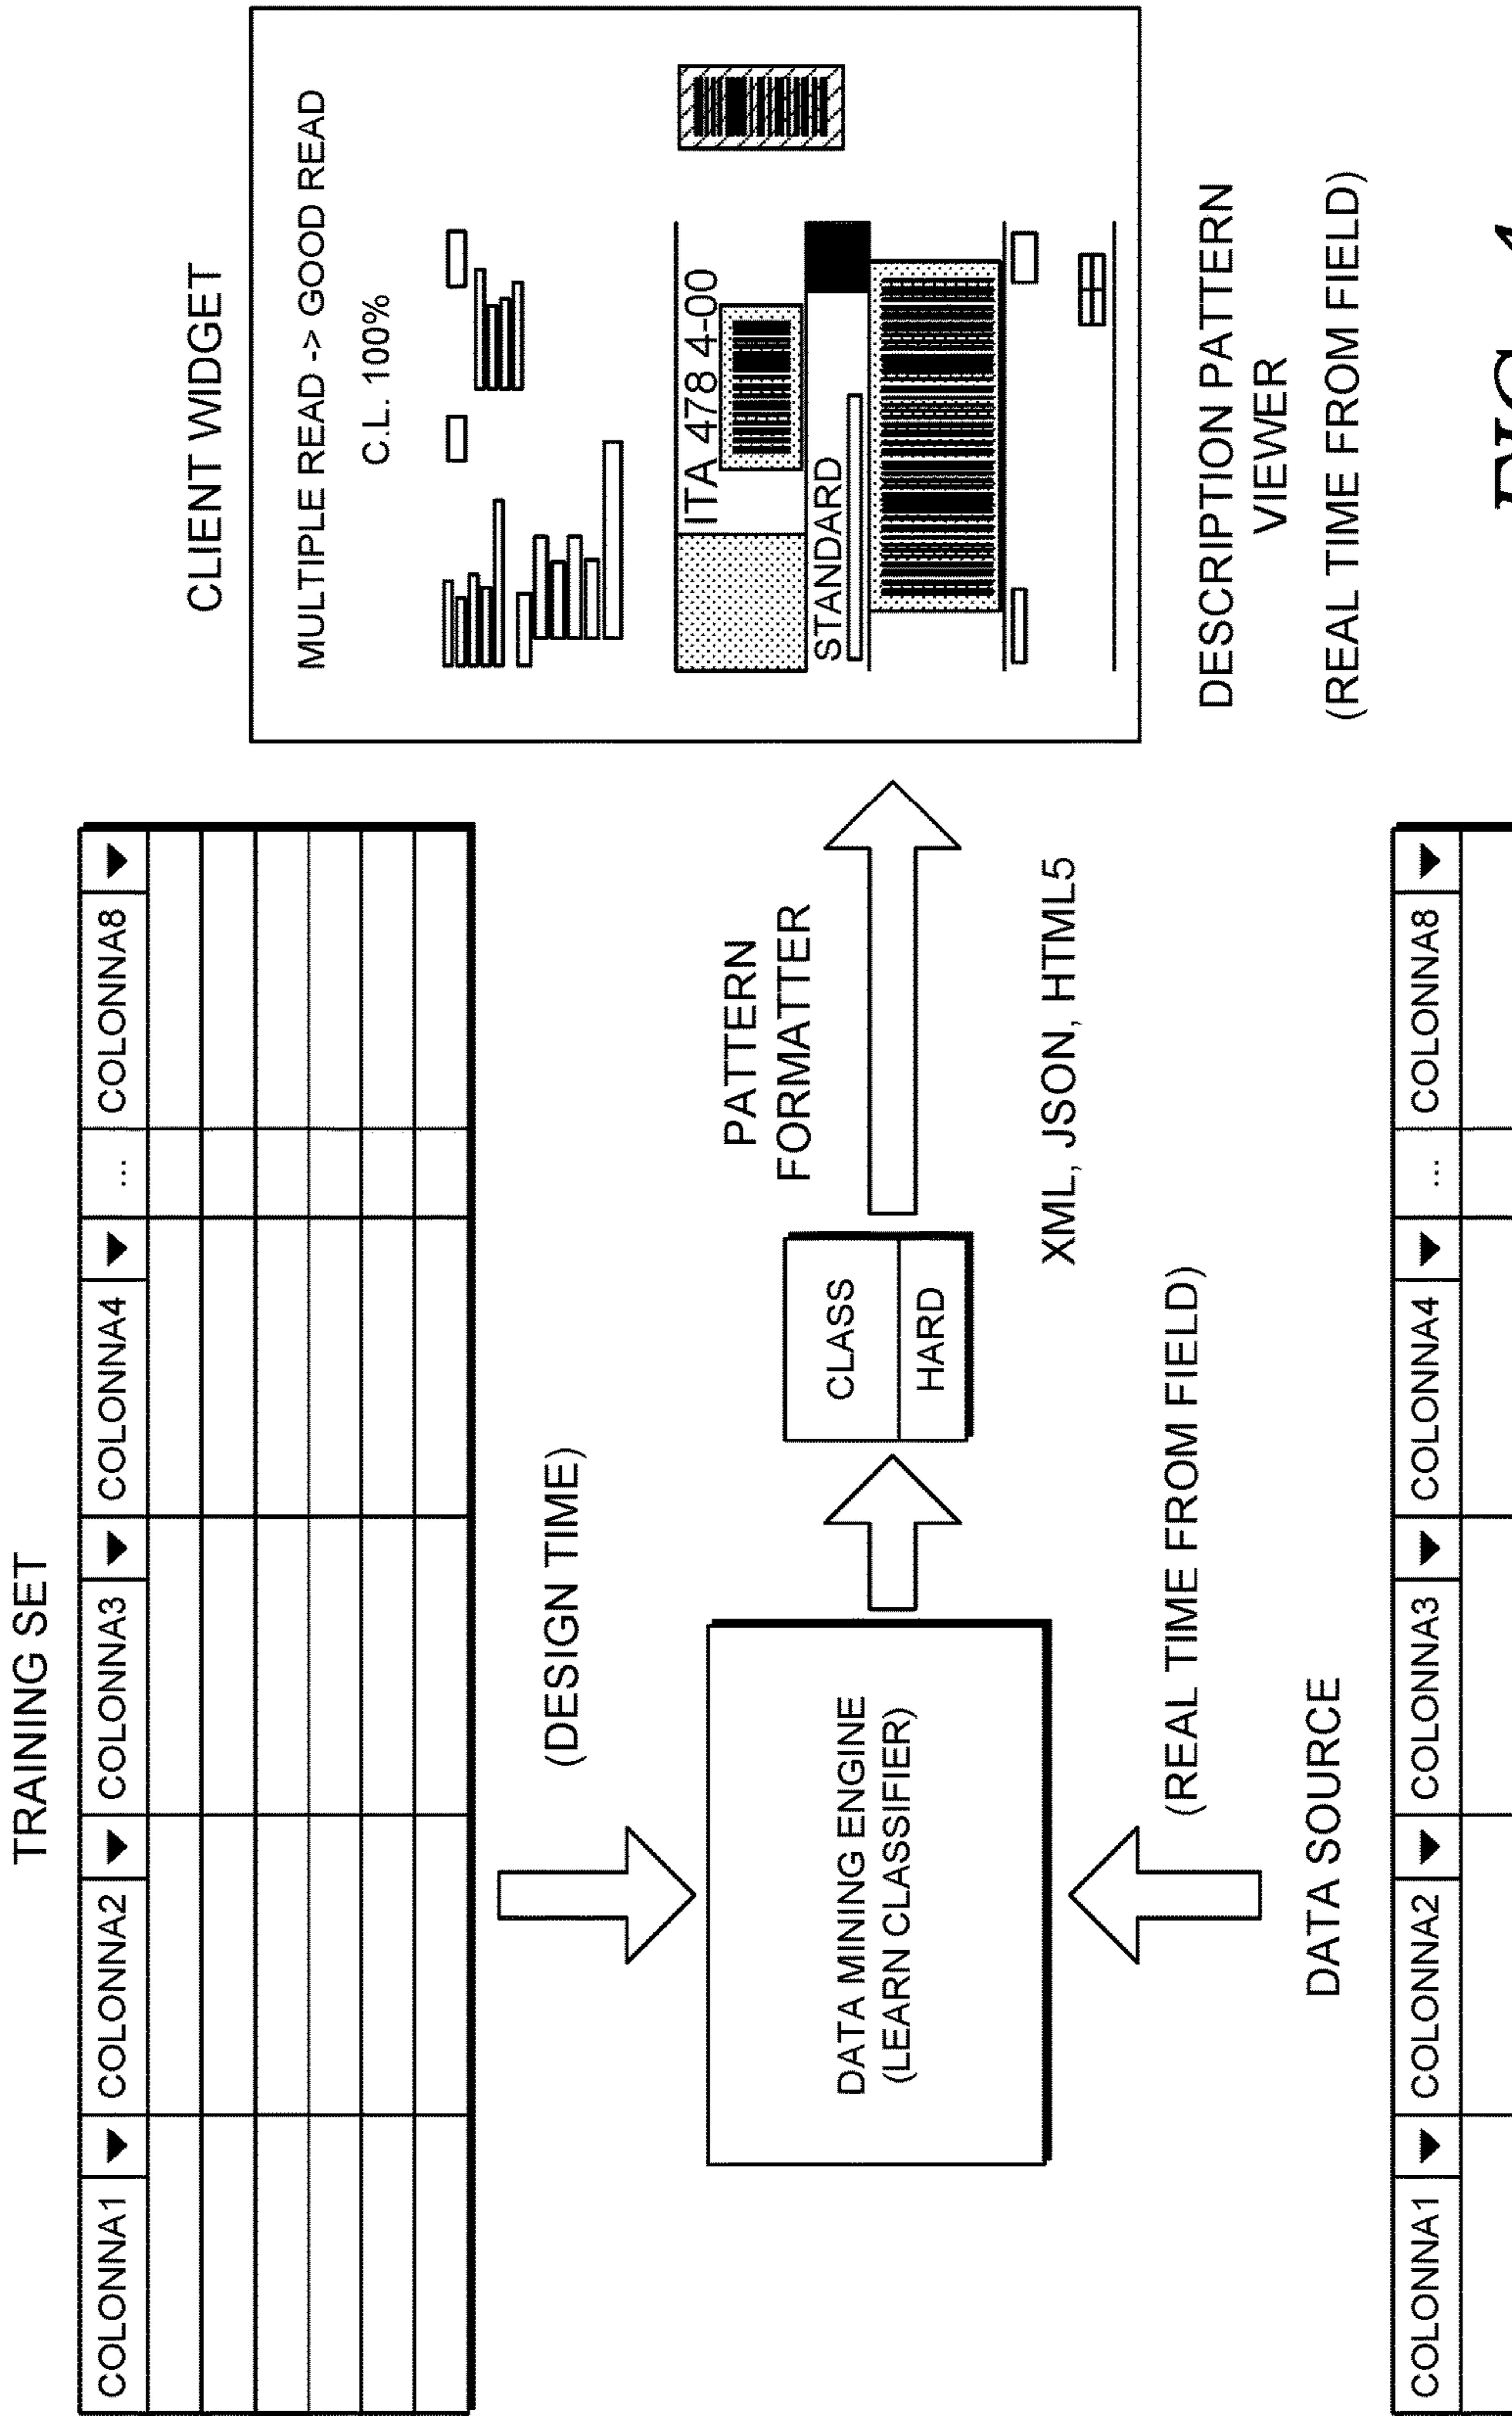 TRAINING SET
COLONNA1 COLONNA2 COLONNA3 COLONNA4 ... COLONNA8
(DESIGN TIME)
DATA MINING ENGINE
(LEARN CLASSIFIER)
CLASS
HARD
PATTERN
FORMATTER
XML, JSON, HTML5
(REAL TIME FROM FIELD)
DATA SOURCE
COLONNA1 COLONNA2 COLONNA3 COLONNA4 ... COLONNA8
CLIENT WIDGET
MULTIPLE READ -> GOOD READ
C.L. 100%
ITA 478 4-00
STANDARD
DESCRIPTION PATTERN
VIEWER
(REAL TIME FROM FIELD)